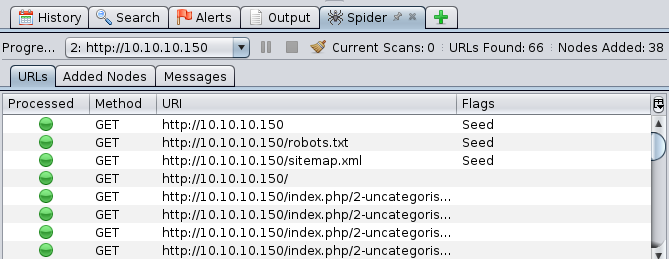 History Search Alerts Output Spider
Progre... 2: http://10.10.10.150 Current Scans: 0 URLs Found: 66 Nodes Added: 38
URLs Added Nodes Messages
Processed Method URI Flags
GET http://10.10.10.150 Seed
GET http://10.10.10.150/robots.txt Seed
GET http://10.10.10.150/sitemap.xml Seed
GET http://10.10.10.150/
GET http://10.10.10.150/index.php/2-uncategoris...
GET http://10.10.10.150/index.php/2-uncategoris...
GET http://10.10.10.150/index.php/2-uncategoris...
GET http://10.10.10.150/index.php/2-uncategoris...